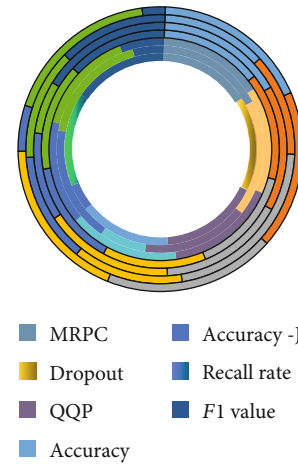 MRPC
Dropout
QQP
Accuracy
Accuracy -
Recall rate
F1 value